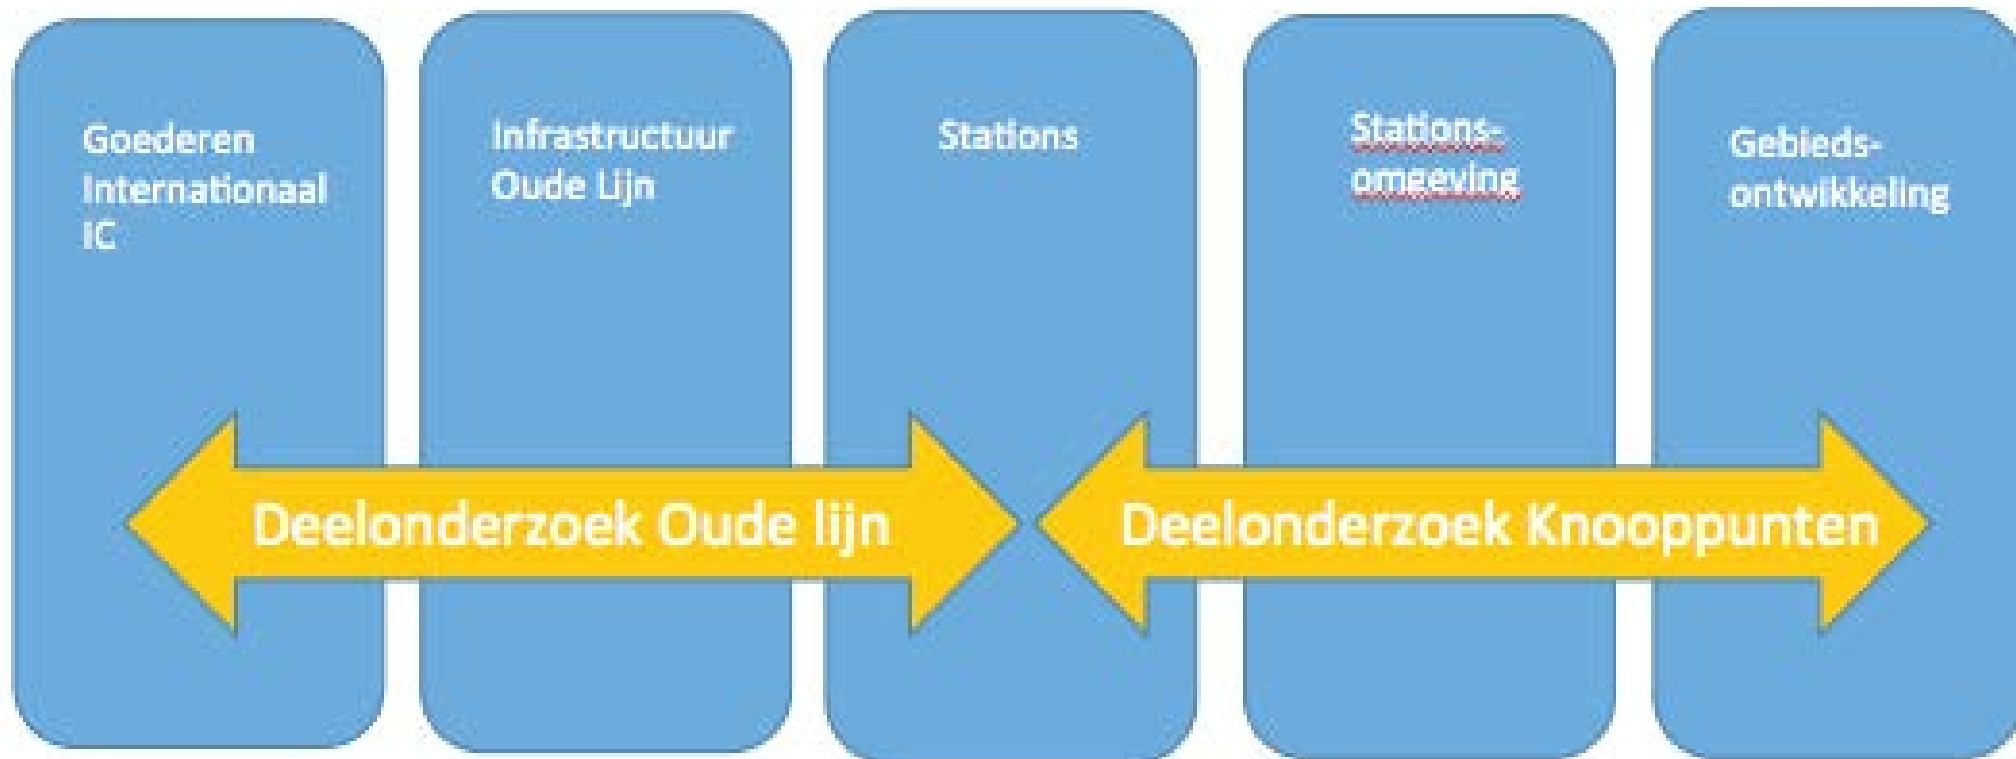 Goederen
Internationaal
IC
Infrastructuur
Oude Lijn
Stations
Stations-
omgeving
Gebieds-
ontwikkeling
Deelonderzoek Oude lijn
Deelonderzoek Knooppunten